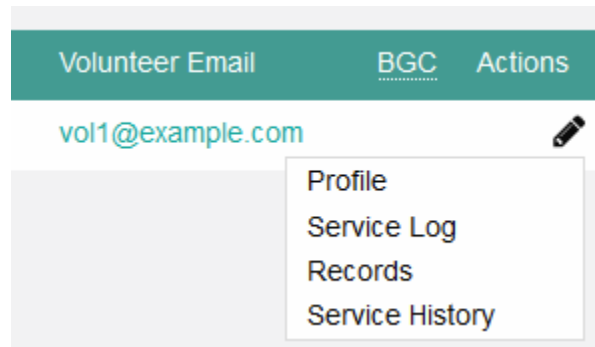 Volunteer Email BGC Actions
vol1@example.com
Profile
Service Log
Records
Service History